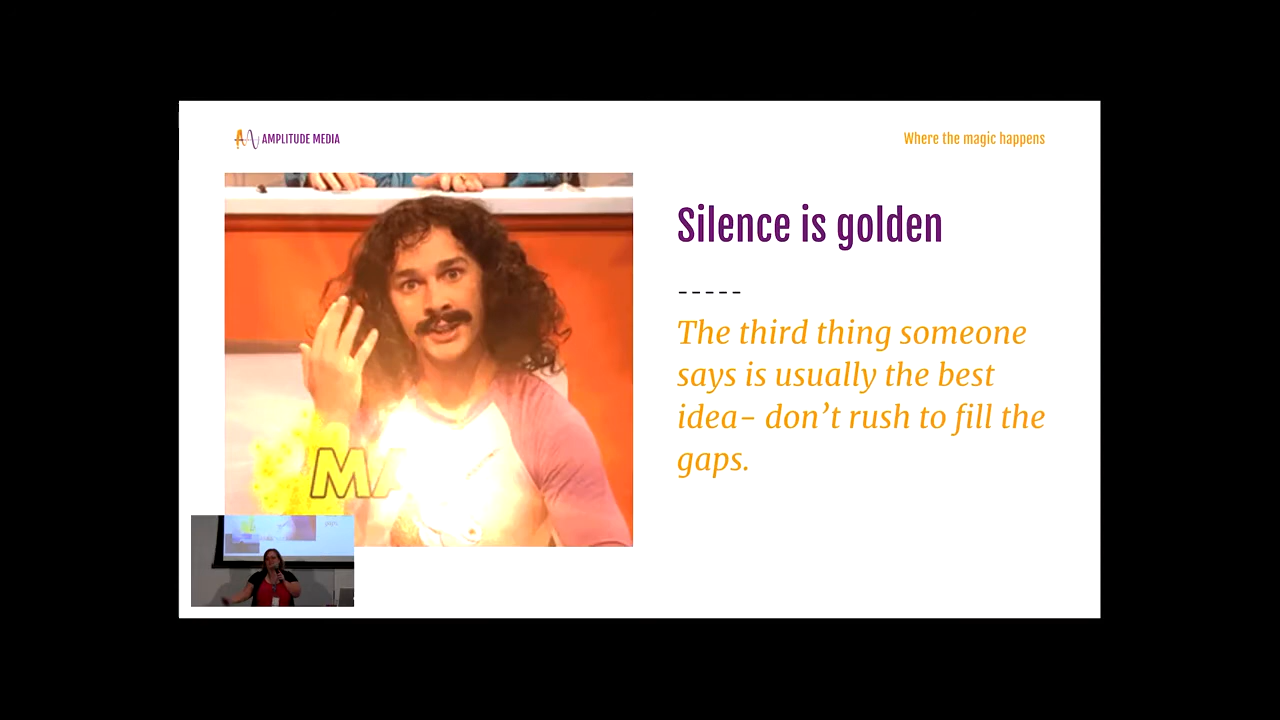 AMPLITUDE MEDIA
Where the magic happens
Silence is golden
-----
The third thing someone
says is usually the best
idea– don’t rush to fill the
gaps.
MA